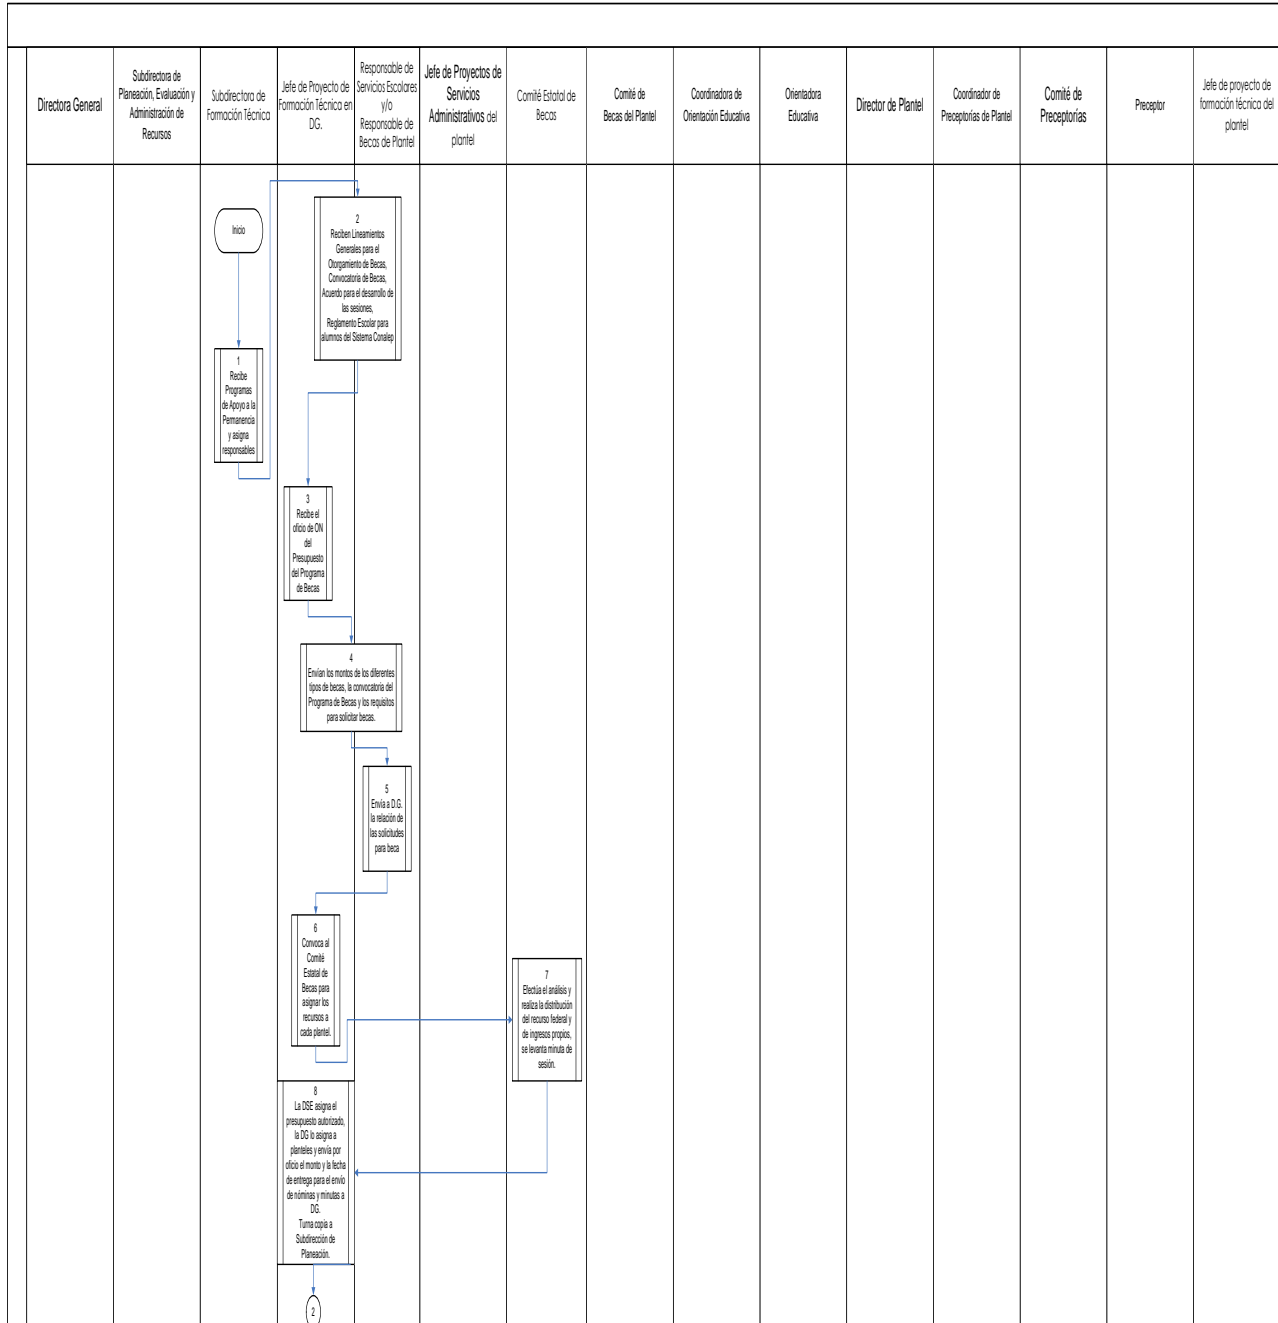 Directora General
Subdirectora de
Planeación, Evaluación y
Administración de
Recursos
Subdirectora de
Formación Técnica
Jefe de Proyecto de
Formación Técnica en
DG.
Responsable de
Servicios Escolares
y/o
Responsable de
Becas de Plantel
Jefe de Proyectos de
Servicios
Administrativos del
plantel
Comité Estatal de
Becas
Comité de
Becas del Plantel
Coordinadora de
Orientación Educativa
Orientadora
Educativa
Director de Plantel
Coordinador de
Preceptorías de Plantel
Comité de
Preceptorías
Preceptor
Jefe de proyecto de
formación técnica del
plantel
Inicio
1
Recibe
Programas
de Apoyo a la
Permanencia
y asigna
responsables
2
Reciben Lineamientos
Generales para el
Otorgamiento de Becas,
Convocatoria de Becas,
Acuerdo para el desarrollo de
las sesiones,
Reglamento Escolar para
alumnos del Sistema Conalep
3
Recibe el
oficio de ON
del
Presupuesto
del Programa
de Becas
4
Envían los montos de los diferentes
tipos de becas, la convocatoria del
Programa de Becas y los requisitos
para solicitar becas.
5
Envía a D.G.
la relación de
las solicitudes
para beca
6
Convoca al
Comité
Estatal de
Becas para
asignar los
recursos a
cada plantel.
7
Efectúa el análisis y
realiza la distribución
del recurso federal y
de ingresos propios,
se levanta minuta de
sesión.
8
La DSE asigna el
presupuesto autorizado,
la DG lo asigna a
planteles y envía por
oficio el monto y la fecha
de entrega para el envío
de nóminas y minutas a
DG.
Turna copia a
Subdirección de
Planeación.
2